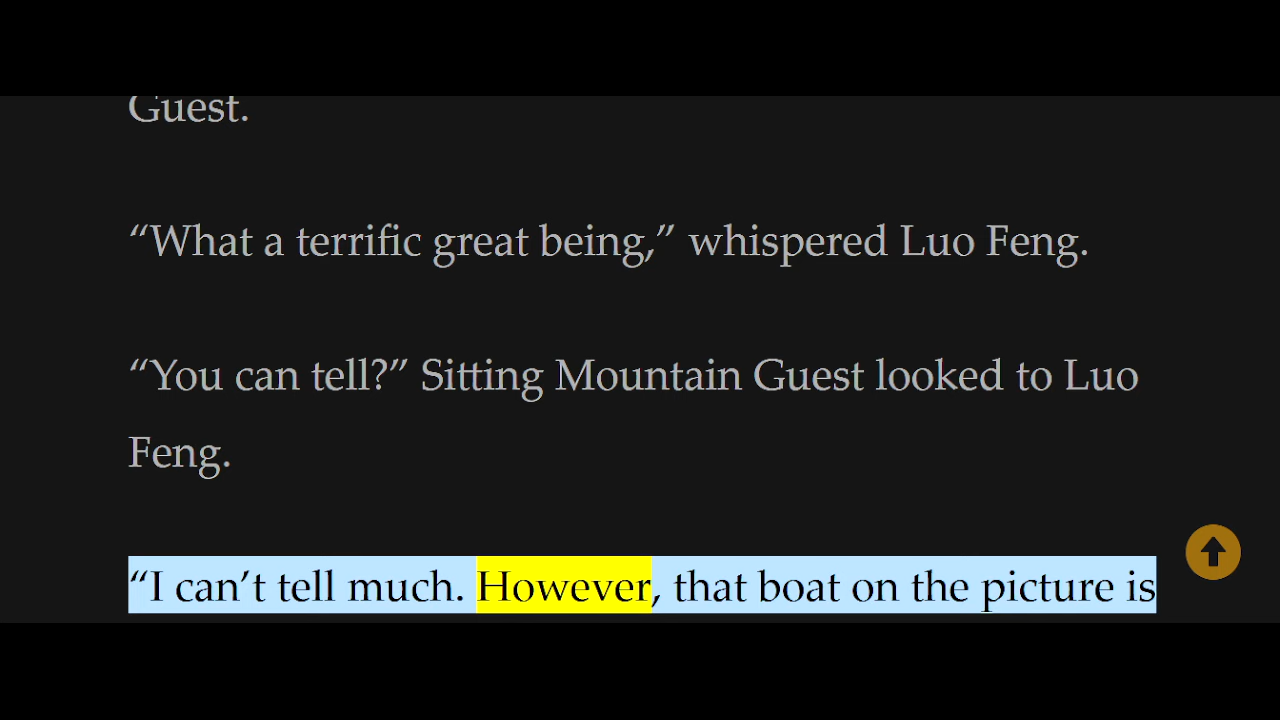 Guest.
“What a terrific great being,” whispered Luo Feng.
“You can tell?” Sitting Mountain Guest looked to Luo
Feng.
“I can’t tell much. However, that boat on the picture is